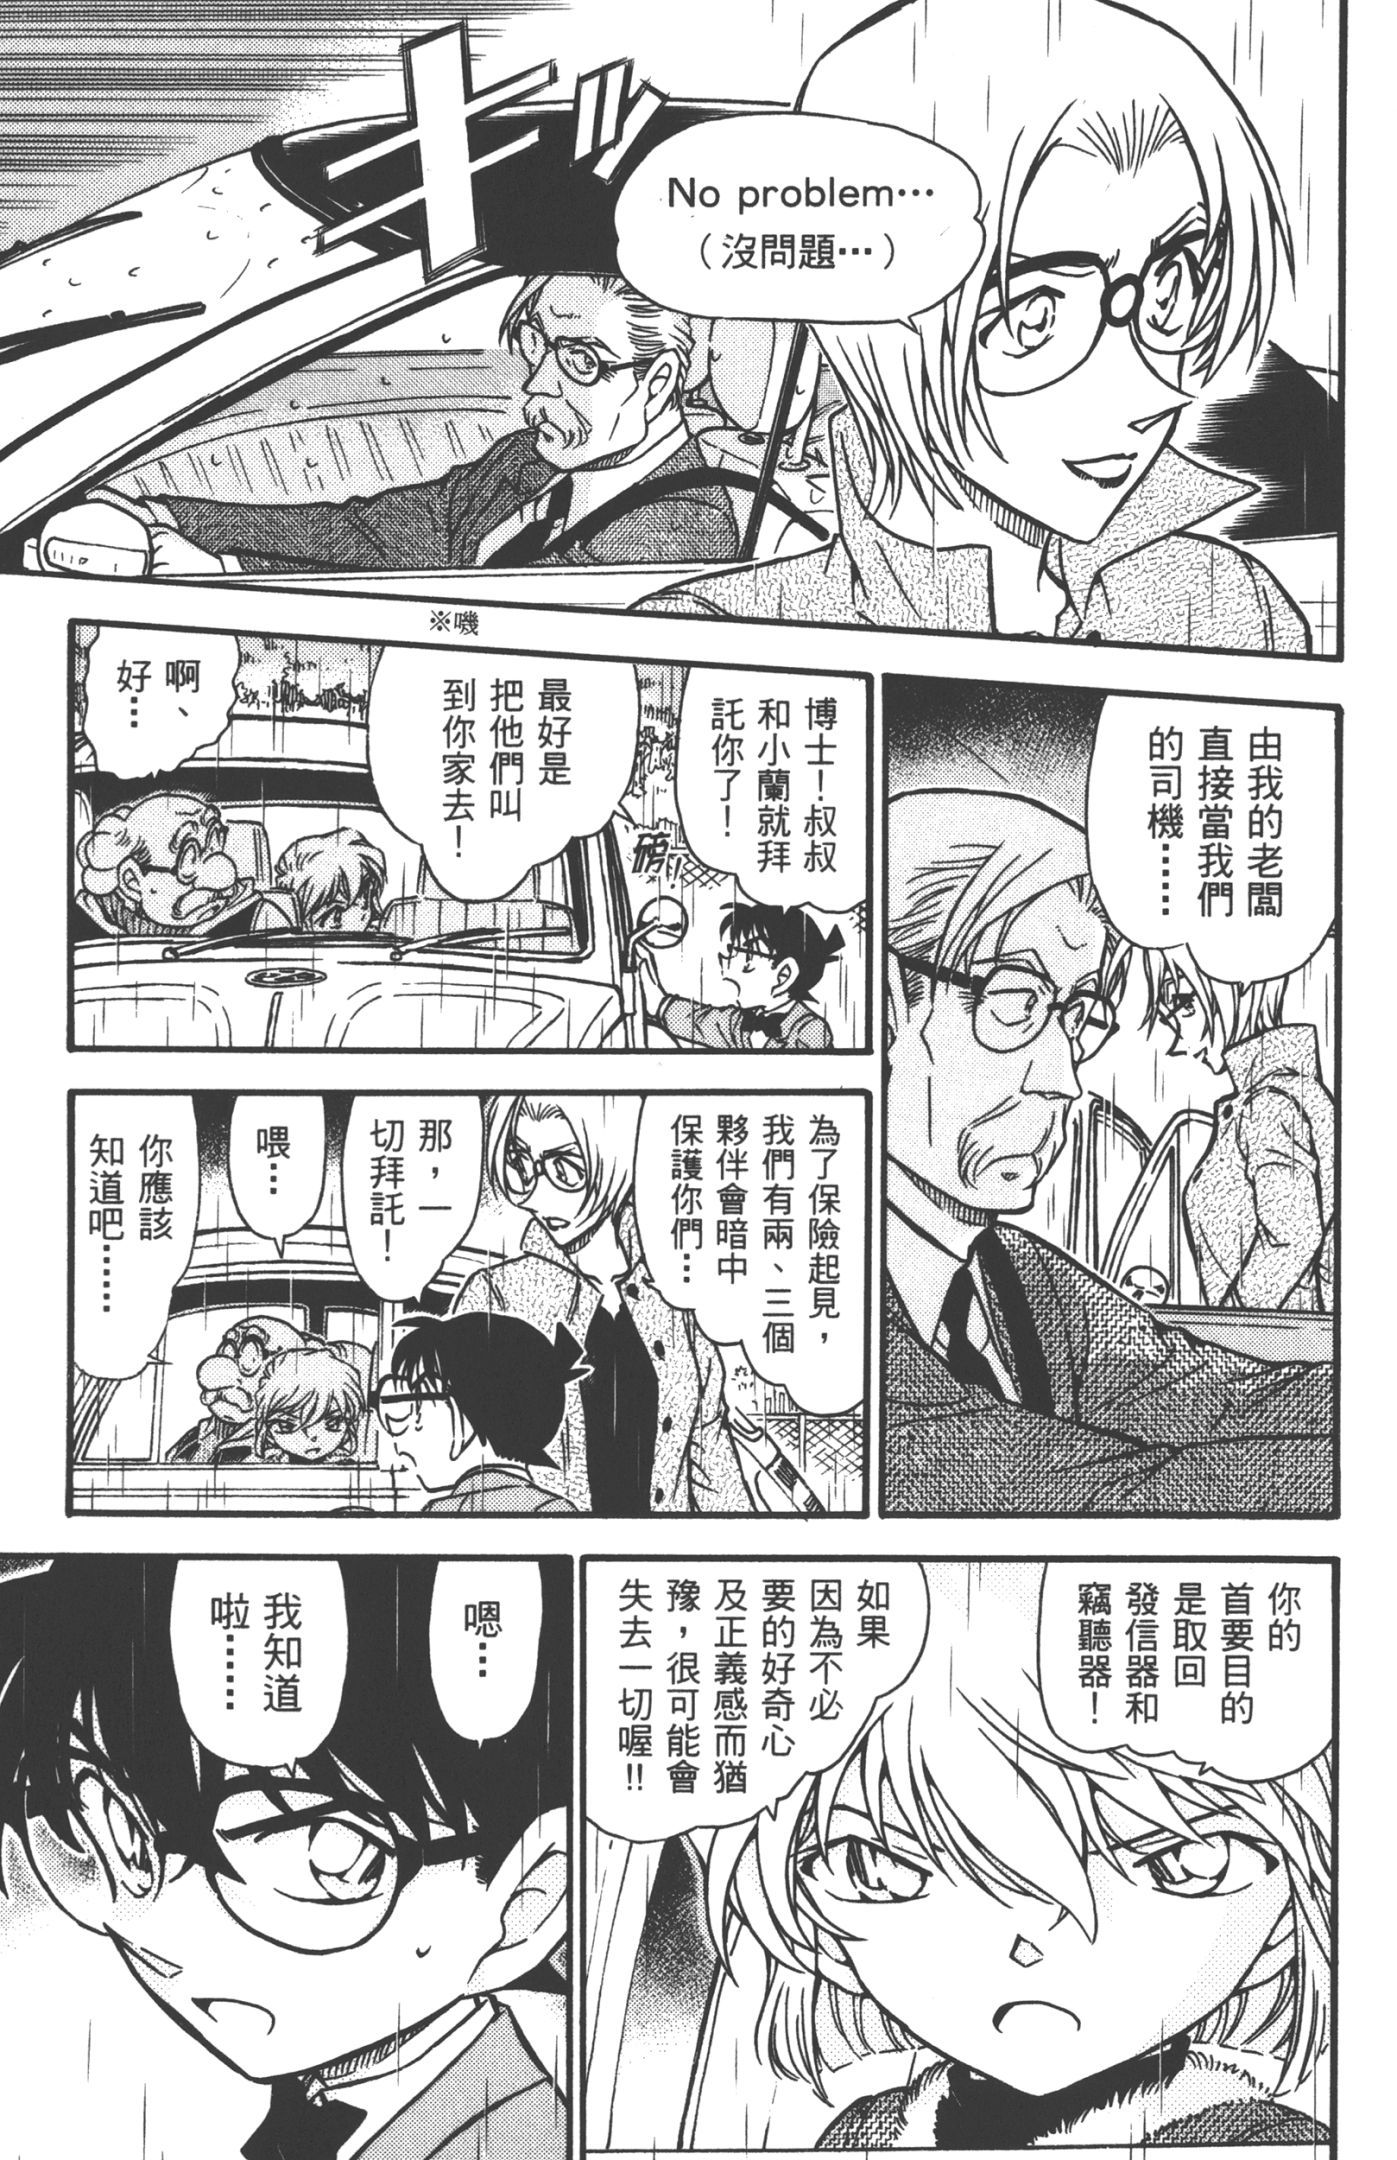 キッ
No problem…
（沒問題…）
※嘰
由我的老闆
直接當我們
的司機……
博士！叔叔
和小蘭就拜
託你了！
最好是
把他們叫
到你家去！
啊、
好…
磅！
為了保險起見，
我們有兩、三個
夥伴會暗中
保護你們…
那，一
切拜託！
喂…
你應該
知道吧……
你的
首要目的
是取回
發信器和
竊聽器！
如果
因為不必
要的好奇心
及正義感而猶
豫，很可能會
失去一切喔!!
嗯…
我知道
啦……